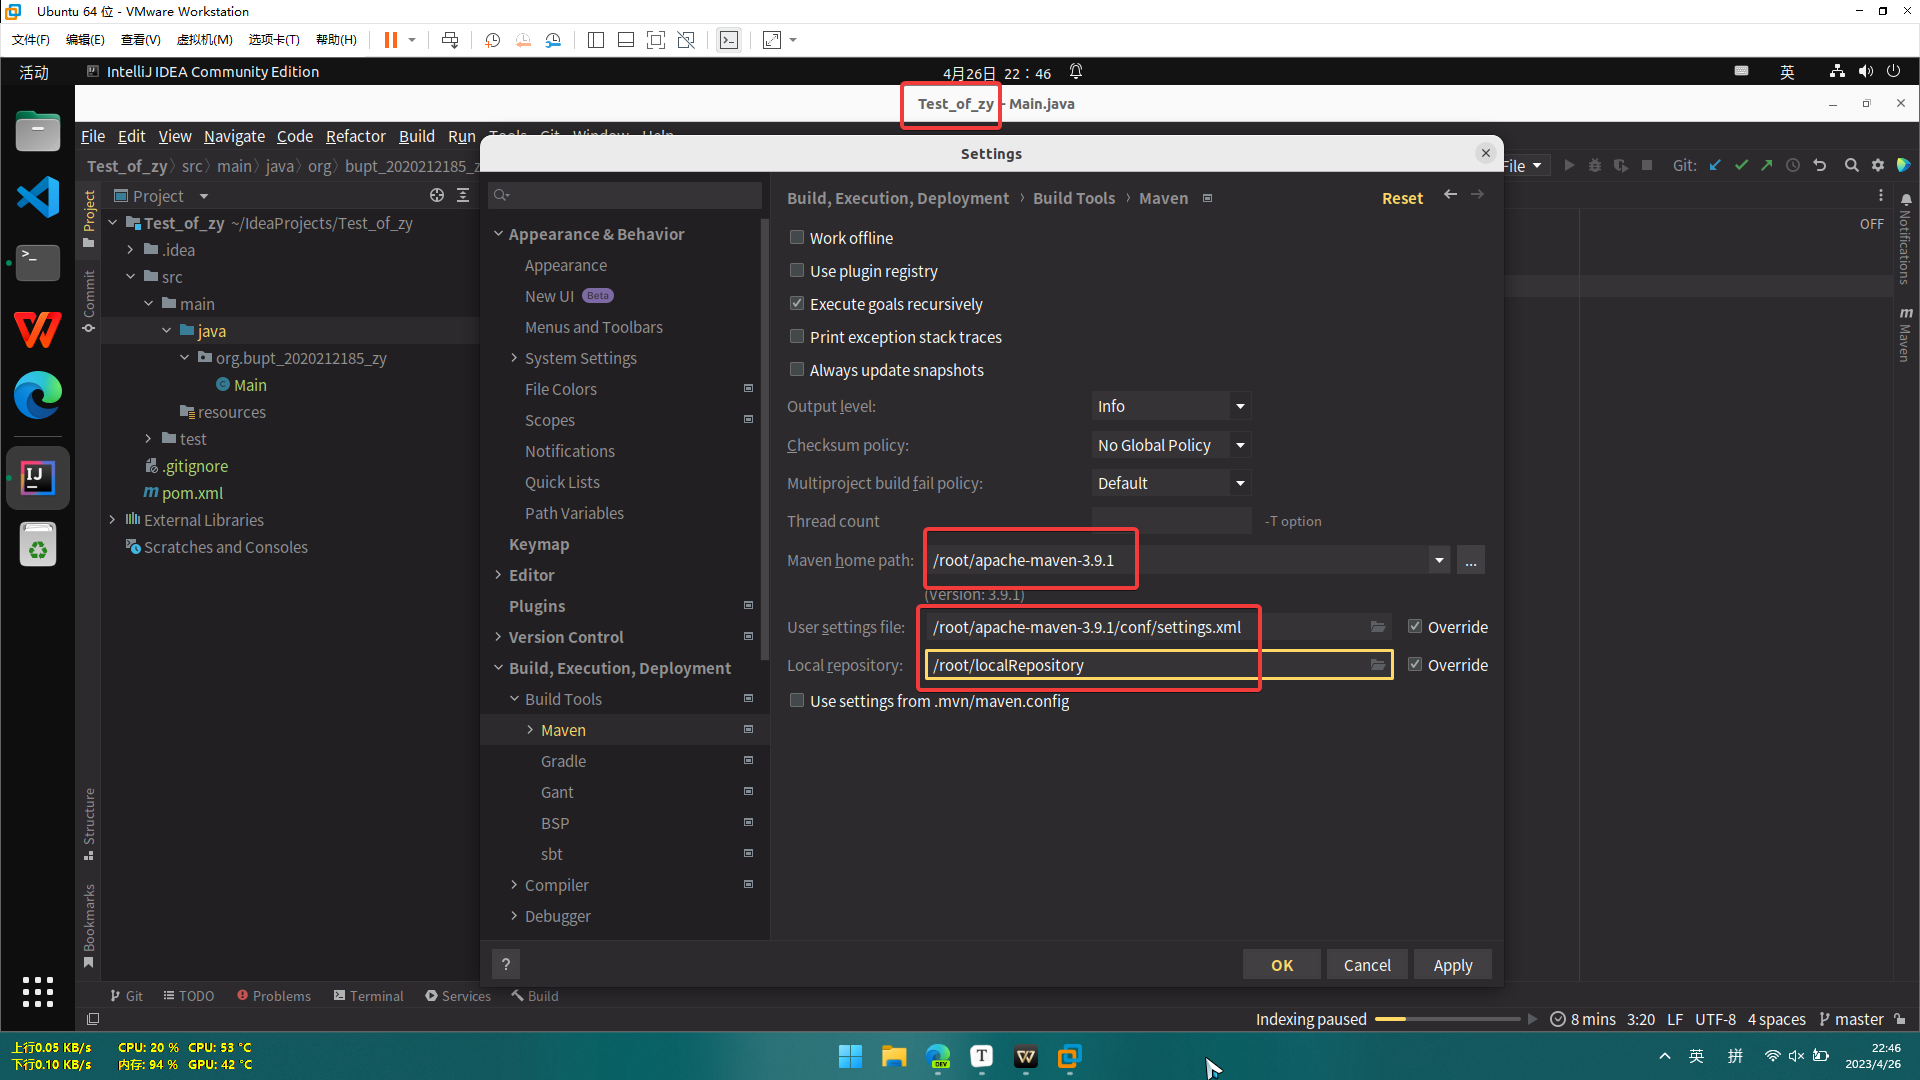 Ubuntu 64 位 - VMware Workstation
文件(F) 编辑(E) 查看(V) 虚拟机(M) 选项卡(T) 帮助(H)
活动 IntelliJ IDEA Community Edition 4月26日 22：46 英
Test_of_zy - Main.java
File Edit View Navigate Code Refactor Build Run Tools Git Window Help
Settings
Test_of_zy src main java org bupt_2020212185_z File Git:
Project
Build, Execution, Deployment › Build Tools › Maven Reset
Test_of_zy ~/IdeaProjects/Test_of_zy
OFF
.idea
src
main
java
org.bupt_2020212185_zy
Main
resources
test
.gitignore
pom.xml
External Libraries
Scratches and Consoles
Project
Commit
Structure
Bookmarks
Appearance & Behavior
Appearance
New UI Beta
Menus and Toolbars
System Settings
File Colors
Scopes
Notifications
Quick Lists
Path Variables
Keymap
Editor
Plugins
Version Control
Build, Execution, Deployment
Build Tools
Maven
Gradle
Gant
BSP
sbt
Compiler
Debugger
Work offline
Use plugin registry
Execute goals recursively
Print exception stack traces
Always update snapshots
Output level: Info
Checksum policy: No Global Policy
Multiproject build fail policy: Default
Thread count -T option
Maven home path: /root/apache-maven-3.9.1 ...
(Version: 3.9.1)
User settings file: /root/apache-maven-3.9.1/conf/settings.xml Override
Local repository: /root/localRepository Override
Use settings from .mvn/maven.config
Notifications
m Maven
? OK Cancel Apply
Git TODO Problems Terminal Services Build
Indexing paused 8 mins 3:20 LF UTF-8 4 spaces master
上行0.05 KB/s CPU: 20 % CPU: 53 °C
下行0.10 KB/s 内存: 94 % GPU: 42 °C
英 拼
22:46
2023/4/26